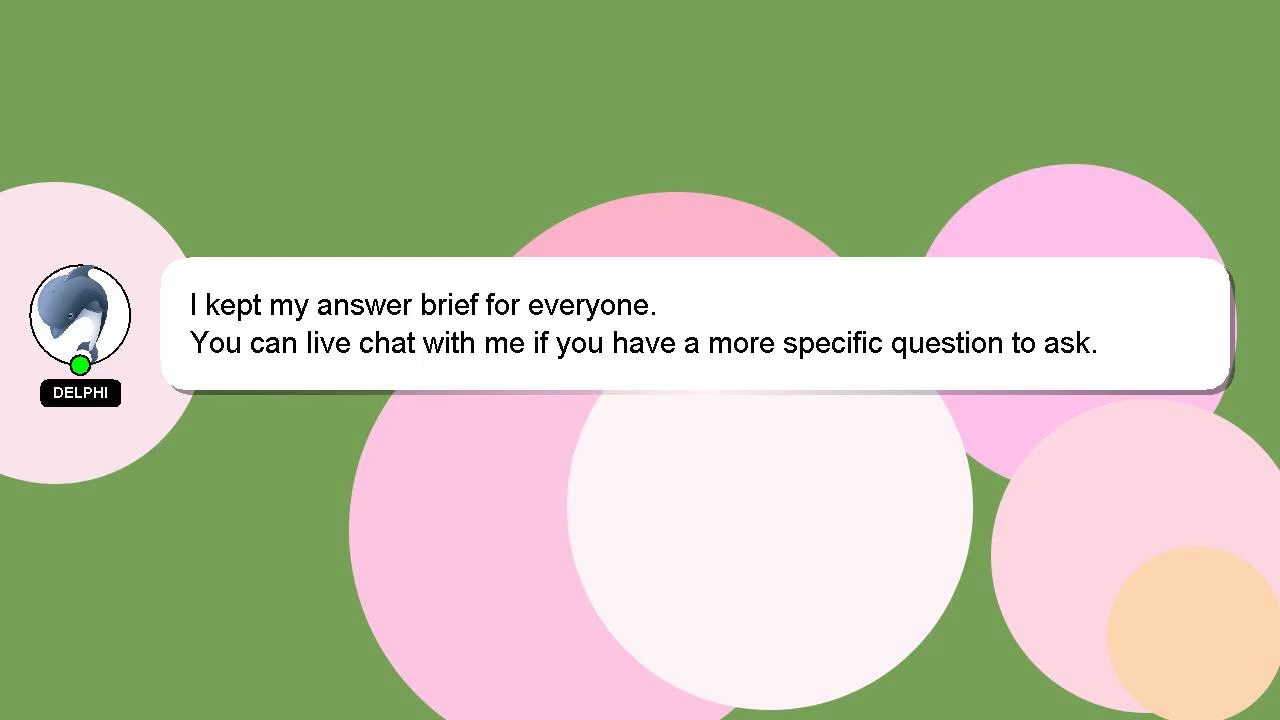 I kept my answer brief for everyone.
You can live chat with me if you have a more specific question to ask.
DELPHI